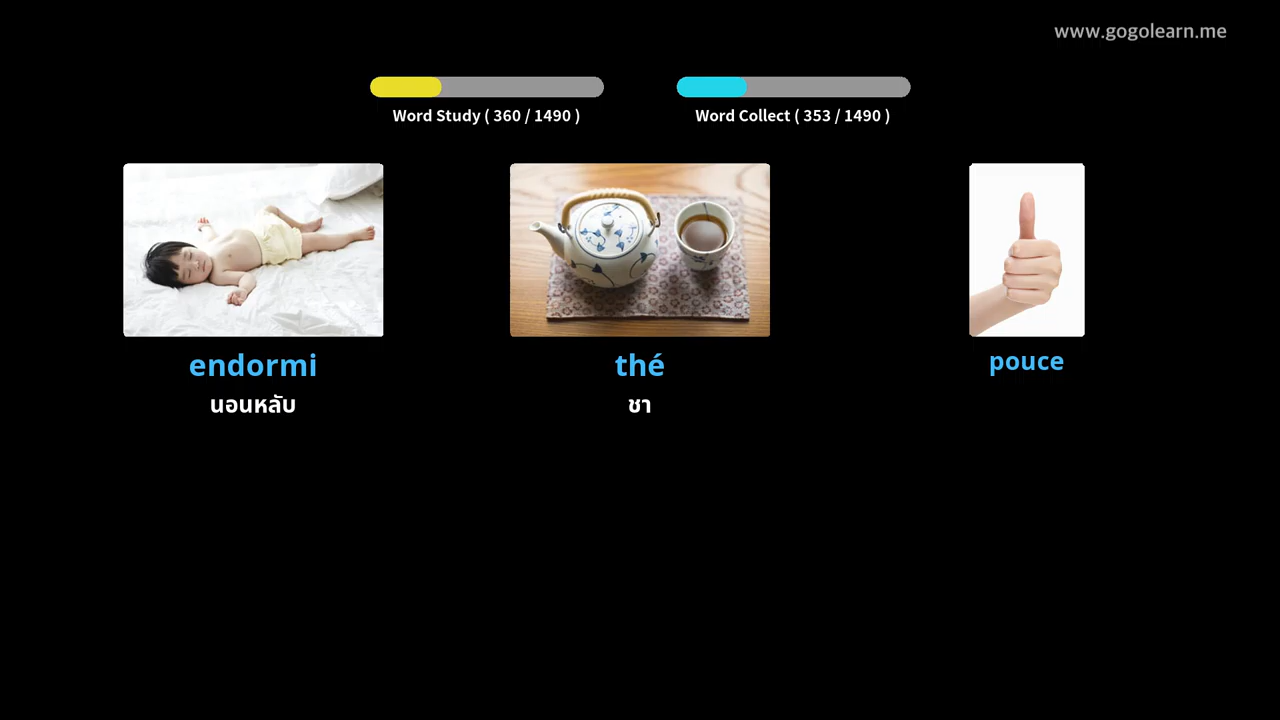 www.gogolearn.me
Word Study ( 360 / 1490 )
Word Collect ( 353 / 1490 )
endormi
นอนหลับ
thé
ชา
pouce